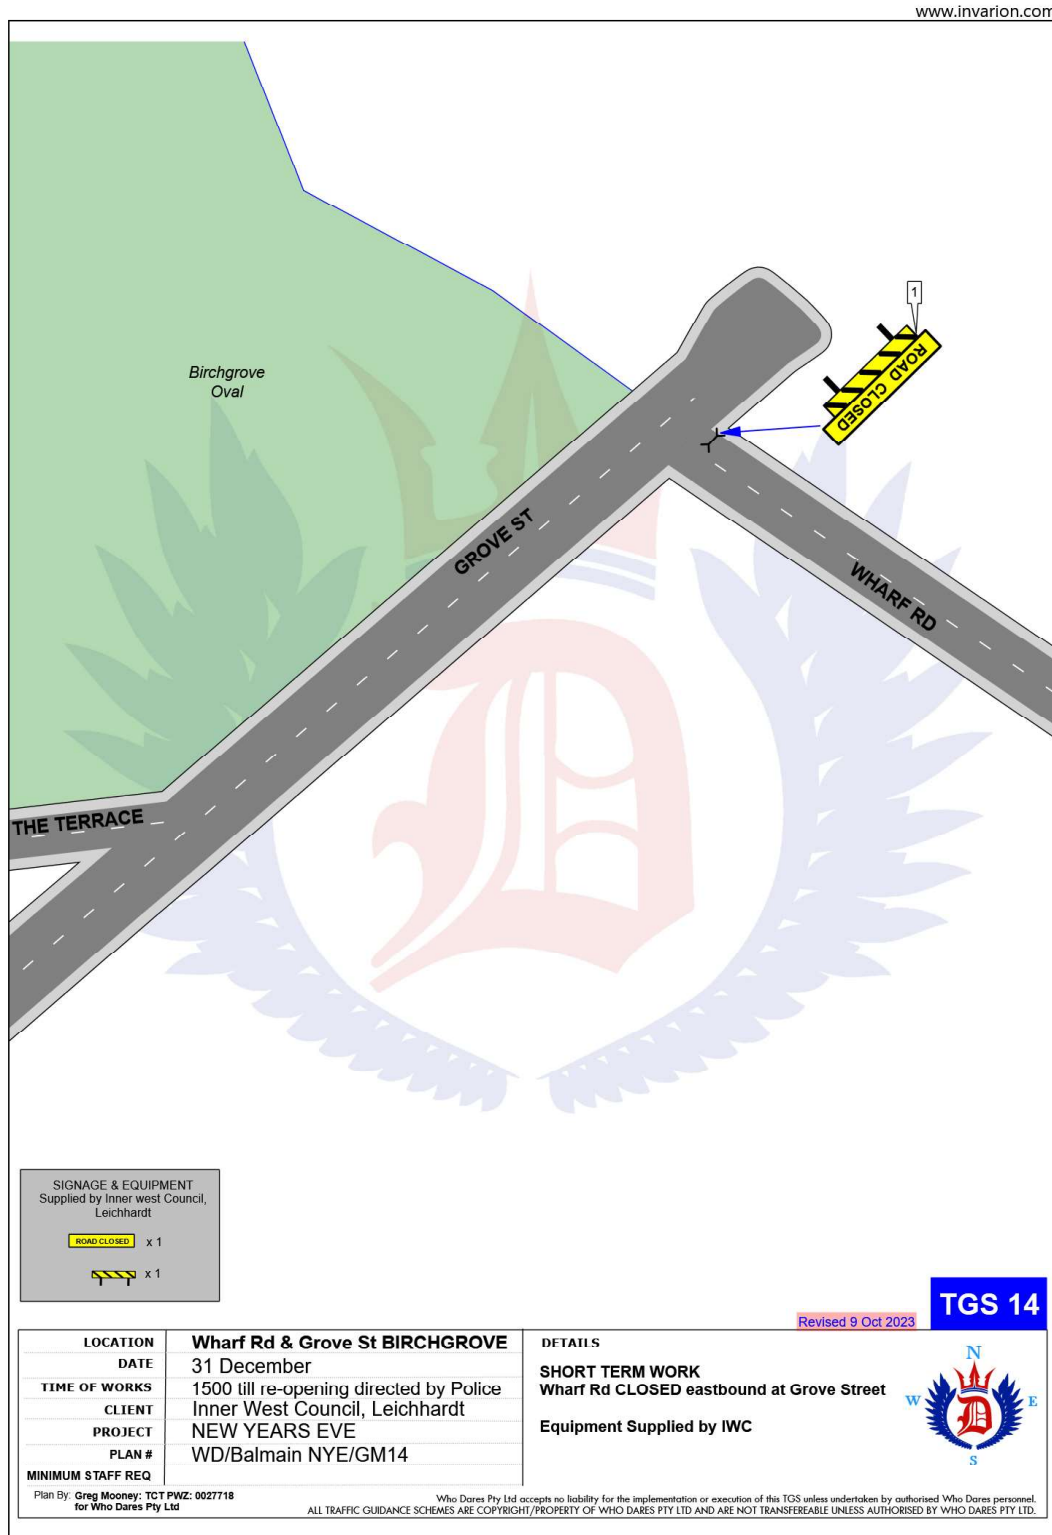 www.invarion.com
1
ROAD CLOSED
Birchgrove
Oval
GROVE ST
WHARF RD
THE TERRACE
SIGNAGE & EQUIPMENT
Supplied by Inner west Council,
Leichhardt
ROAD CLOSED x 1
x 1
TGS 14
Revised 9 Oct 2023
LOCATION Wharf Rd & Grove St BIRCHGROVE
DATE 31 December
TIME OF WORKS 1500 till re-opening directed by Police
CLIENT Inner West Council, Leichhardt
PROJECT NEW YEARS EVE
PLAN # WD/Balmain NYE/GM14
MINIMUM STAFF REQ
DETAILS
SHORT TERM WORK
Wharf Rd CLOSED eastbound at Grove Street
Equipment Supplied by IWC
N
W D E
S
Plan By: Greg Mooney: TCT PWZ: 0027718
for Who Dares Pty Ltd
Who Dares Pty Ltd accepts no liability for the implementation or execution of this TGS unless undertaken by authorised Who Dares personnel.
ALL TRAFFIC GUIDANCE SCHEMES ARE COPYRIGHT/PROPERTY OF WHO DARES PTY LTD AND ARE NOT TRANSFEREABLE UNLESS AUTHORISED BY WHO DARES PTY LTD.